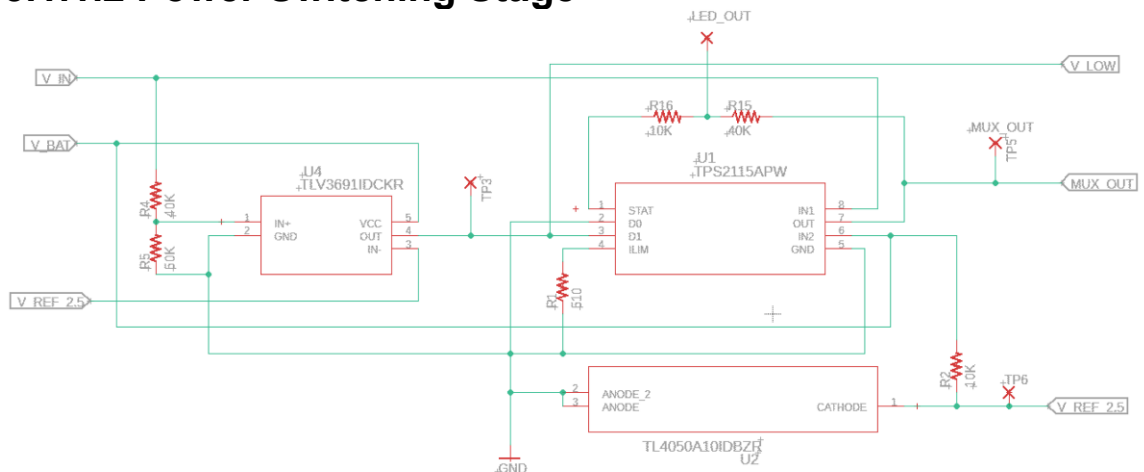 LED_OUT
V_IN
V_LOW
R16
R15
10K
40K
V_BAT
MUX_OUT
TP5
U4
TLV3691IDCKR
TP3
U1
TPS2115APW
MUX_OUT
R4
40K
1 IN+ VCC 5
2 GND OUT 4
IN- 3
1 STAT IN1 8
2 D0 OUT 7
3 D1 IN2 6
4 ILIM GND 5
R5
60K
V_REF_2.5
R1
510
R2
10K
TP6
2 ANODE_2
3 ANODE
CATHODE 1
V_REF_2.5
TL4050A10IDBZR
U2
GND